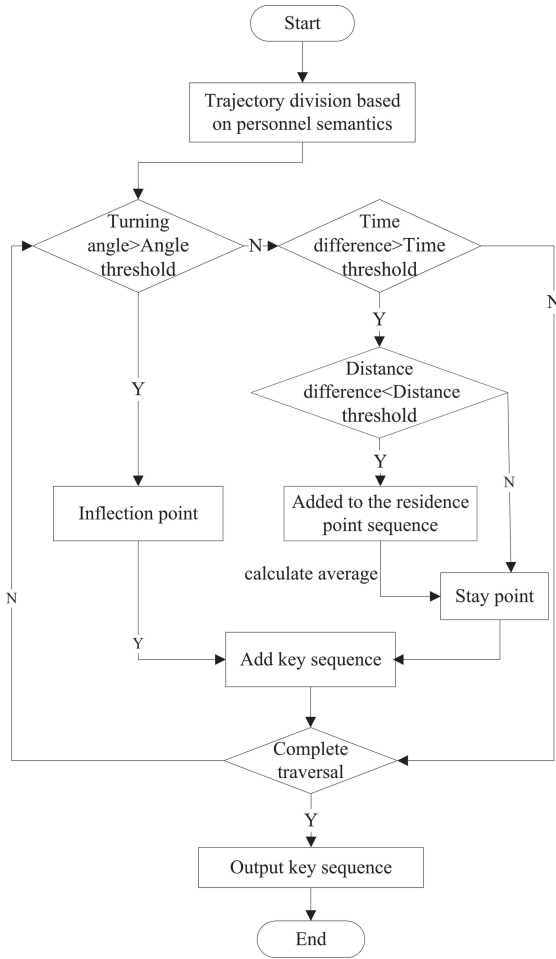 Start
Trajectory division based
on personnel semantics
Turning
angle>Angle
threshold
N
Time
difference>Time
threshold
N
Y
Y
Distance
difference<Distance
threshold
Y
N
Inflection point
Added to the residence
point sequence
calculate average
Stay point
N
Y
Add key sequence
Complete
traversal
Y
Output key sequence
End